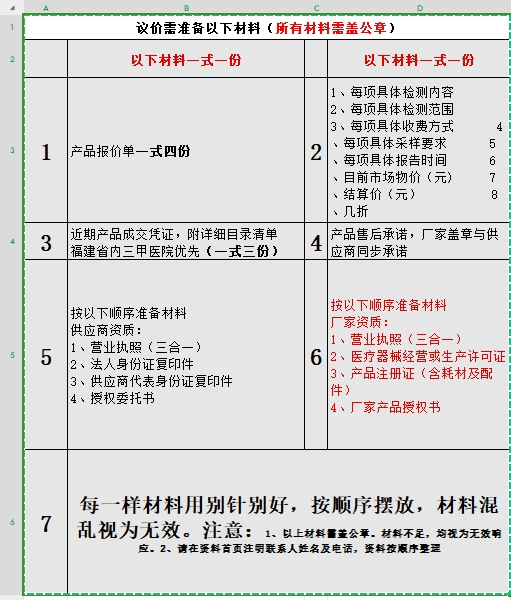 A B C D
1
议价需准备以下材料（所有材料需盖公章）
2
以下材料一式一份
以下材料一式一份
3
1
产品报价单一式四份
2
1、每项具体检测内容
2、每项具体检测范围
3、每项具体收费方式 4
、每项具体采样要求 5
、每项具体报告时间 6
、目前市场物价（元） 7
、结算价（元） 8
、几折
4
3
近期产品成交凭证，附详细目录清单
福建省内三甲医院优先（一式三份）
4
产品售后承诺，厂家盖章与供
应商同步承诺
5
5
按以下顺序准备材料
供应商资质：
1、营业执照（三合一）
2、法人身份证复印件
3、供应商代表身份证复印件
4、授权委托书
6
按以下顺序准备材料
厂家资质：
1、营业执照（三合一）
2、医疗器械经营或生产许可证
3、产品注册证（含耗材及配
件）
4、厂家产品授权书
6
7
每一样材料用别针别好，按顺序摆放，材料混
乱视为无效。注意：1、以上材料需盖公章。材料不足，均视为无效响
应。2、请在资料首页注明联系人姓名及电话，资料按顺序整理